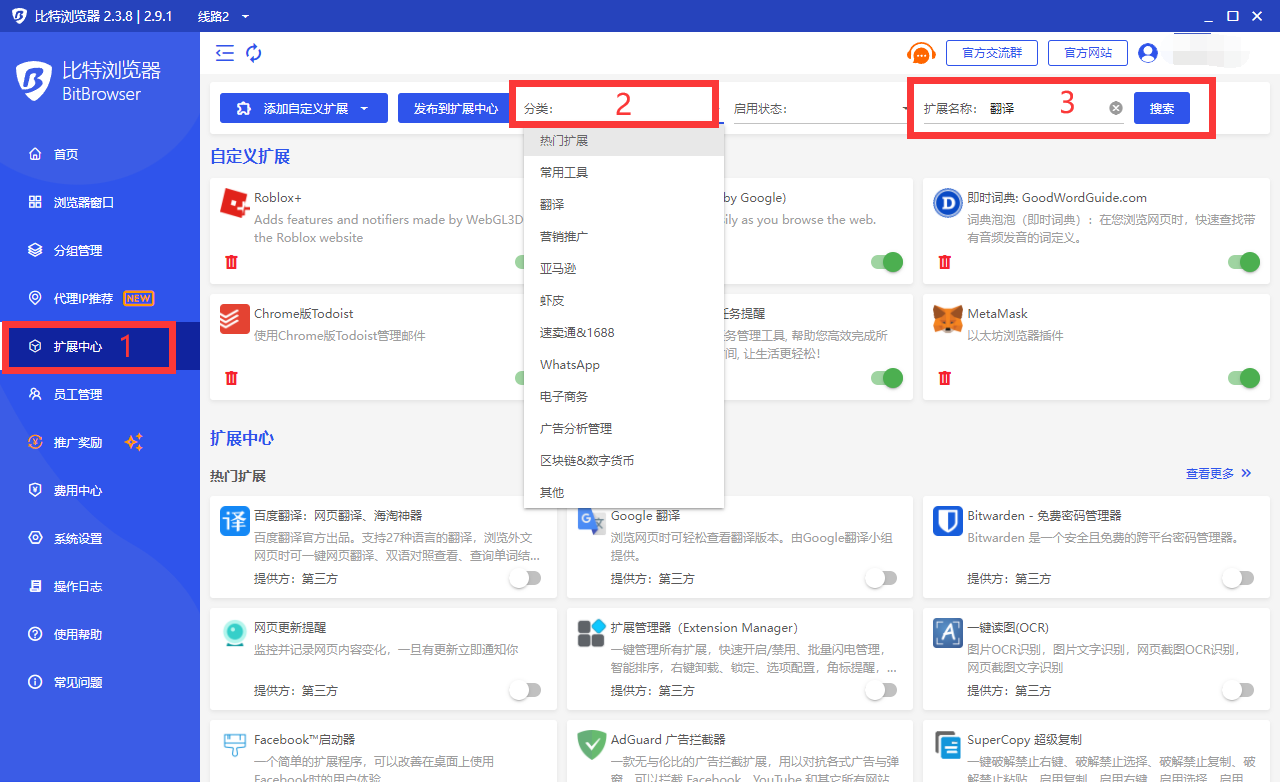 比特浏览器 2.3.8 | 2.9.1
线路2
比特浏览器
BitBrowser
首页
浏览器窗口
分组管理
代理IP推荐 NEW
扩展中心 1
员工管理
推广奖励
费用中心
系统设置
操作日志
使用帮助
常见问题
官方交流群
官方网站
添加自定义扩展
发布到扩展中心
分类: 2
启用状态:
扩展名称: 翻译 3
搜索
热门扩展
常用工具
翻译
营销推广
亚马逊
虾皮
速卖通&1688
WhatsApp
电子商务
广告分析管理
区块链&数字货币
其他
自定义扩展
Roblox+
Adds features and notifiers made by WebGL3D
the Roblox website
by Google)
ily as you browse the web.
即时词典: GoodWordGuide.com
词典泡泡（即时词典）: 在您浏览网页时，快速查找带
有音频发音的词定义。
Chrome版Todoist
使用Chrome版Todoist管理邮件
任务提醒
务管理工具, 帮助您高效完成所
间, 让生活更轻松!
MetaMask
以太坊浏览器插件
扩展中心
热门扩展
查看更多
译
百度翻译：网页翻译、海淘神器
百度翻译官方出品。支持27种语言的翻译，浏览外文
网页时可一键网页翻译、双语对照查看、查询单词结...
提供方：第三方
Google 翻译
浏览网页时可轻松查看翻译版本。由Google翻译小组
提供。
提供方：第三方
Bitwarden - 免费密码管理器
Bitwarden 是一个安全且免费的跨平台密码管理器。
提供方：第三方
网页更新提醒
监控并记录网页内容变化，一旦有更新立即通知你
提供方：第三方
扩展管理器（Extension Manager）
一键管理所有扩展，快速开启/禁用、批量闪电管理，
智能排序，右键卸载、锁定、选项配置，角标提醒，...
提供方：第三方
一键读图(OCR)
图片OCR识别，图片文字识别，网页截图OCR识别，
网页截图文字识别
提供方：第三方
Facebook™启动器
一个简单的扩展程序，可以改善在桌面上使用
Facebook时的用户体验
AdGuard 广告拦截器
一款无与伦比的广告拦截扩展，用以对抗各式广告与弹
窗。可以拦截 Facebook、YouTube 和其它所有网站
SuperCopy 超级复制
一键破解禁止右键、破解禁止选择、破解禁止复制、破
解禁止粘贴，启用复制，启用右键，启用选择，启用